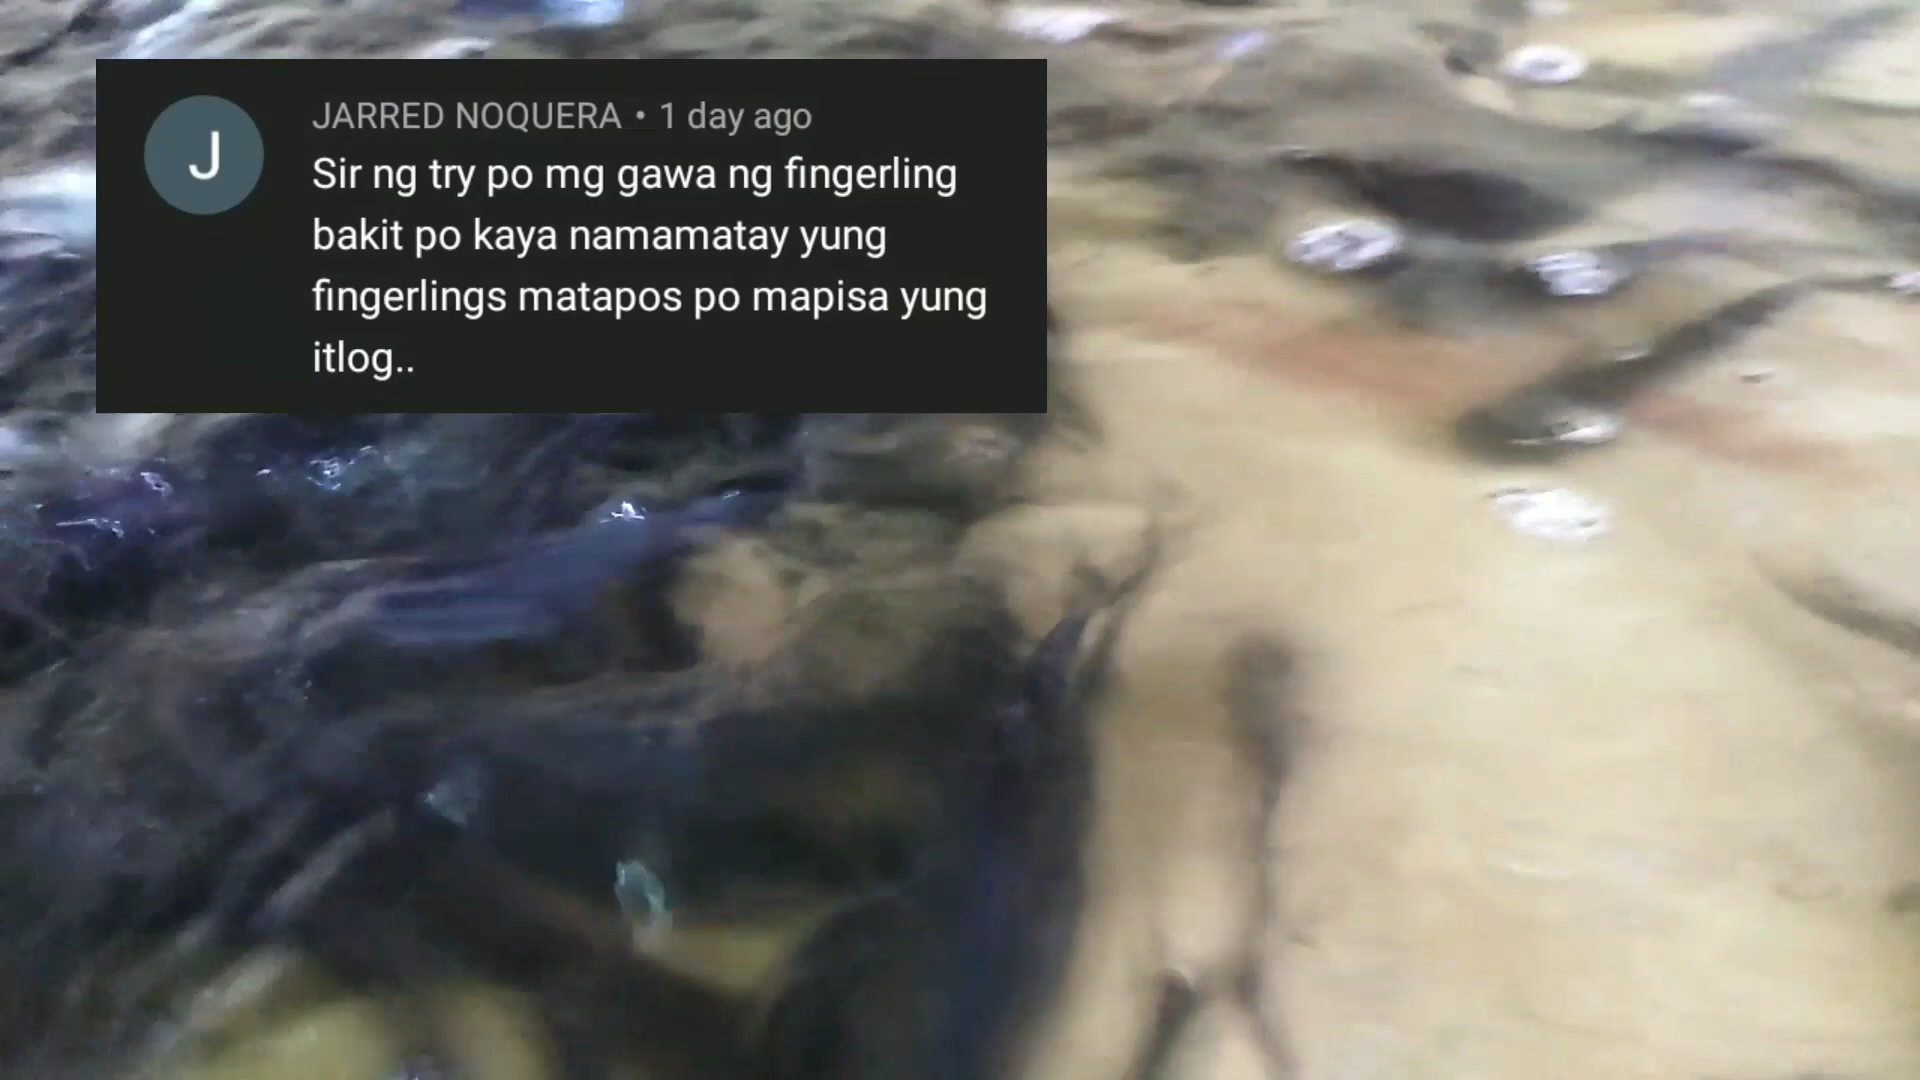 J
JARRED NOQUERA • 1 day ago
Sir ng try po mg gawa ng fingerling
bakit po kaya namamatay yung
fingerlings matapos po mapisa yung
itlog..